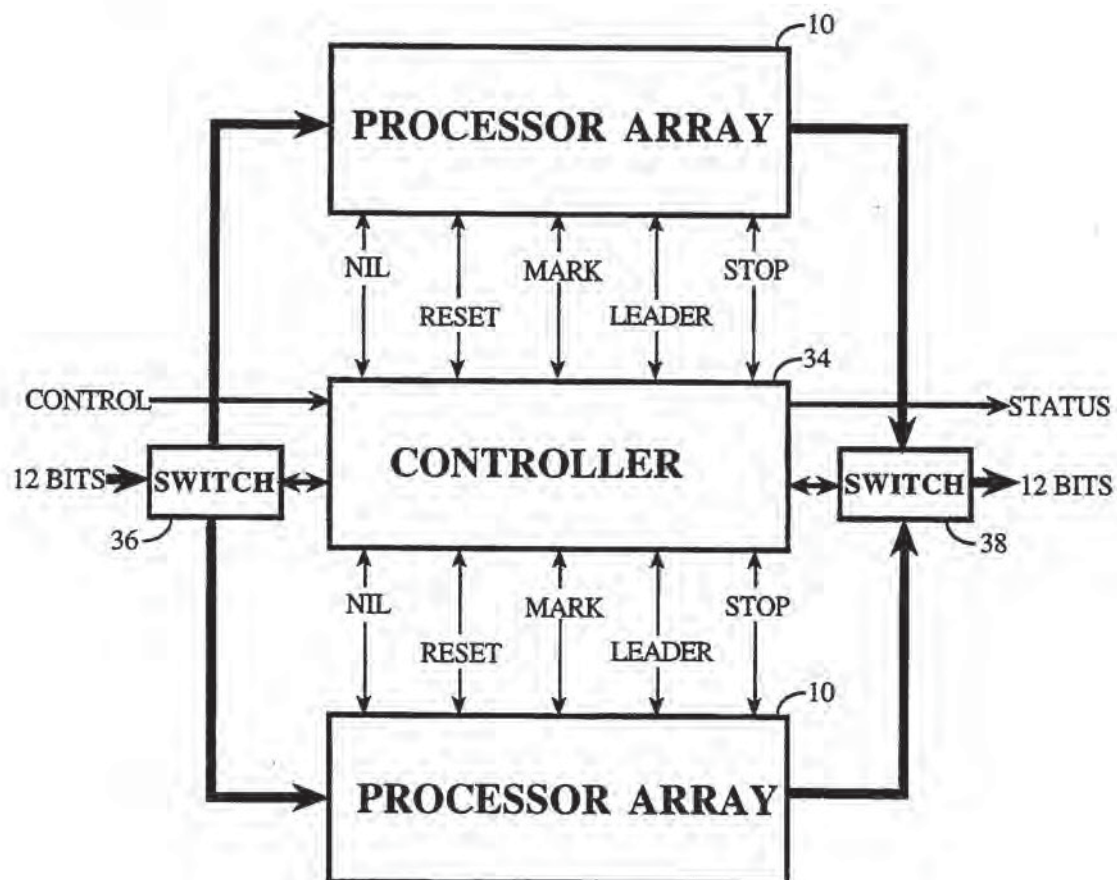 10
PROCESSOR ARRAY
NIL
RESET
MARK
LEADER
STOP
34
CONTROL
STATUS
CONTROLLER
12 BITS
SWITCH
SWITCH
12 BITS
36
38
NIL
RESET
MARK
LEADER
STOP
10
PROCESSOR ARRAY